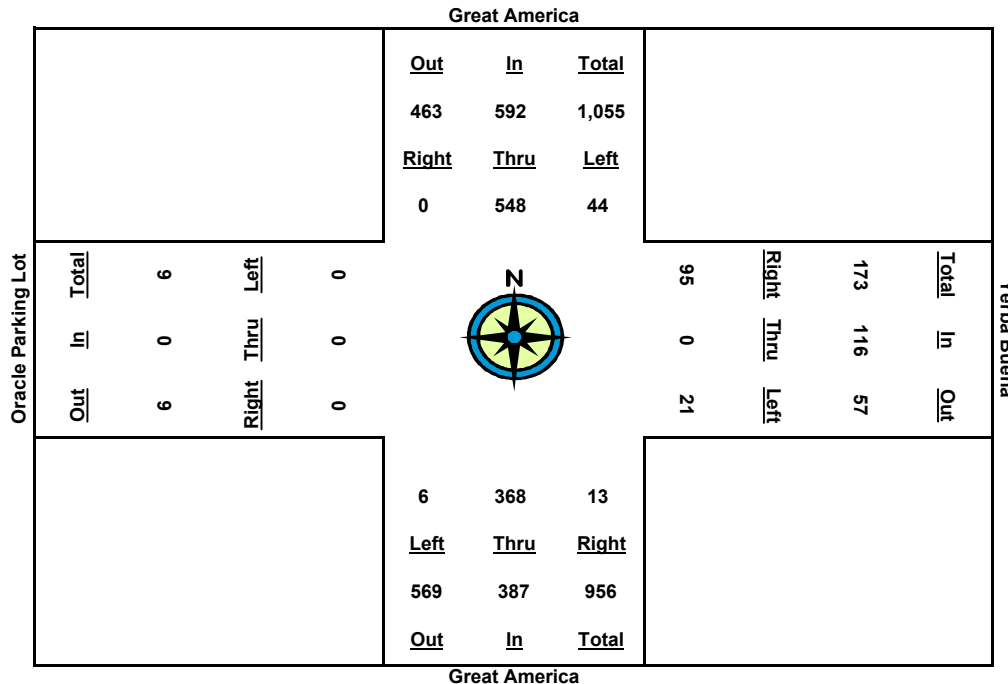 Great America
Out In Total
463 592 1,055
Right Thru Left
0 548 44
Oracle Parking Lot
Total In Out
6 0 6
Left Thru Right
0 0 0
N
95 0 21
Right Thru Left
173 116 57
Total In Out
Yerba Buena
6 368 13
Left Thru Right
569 387 956
Out In Total
Great America